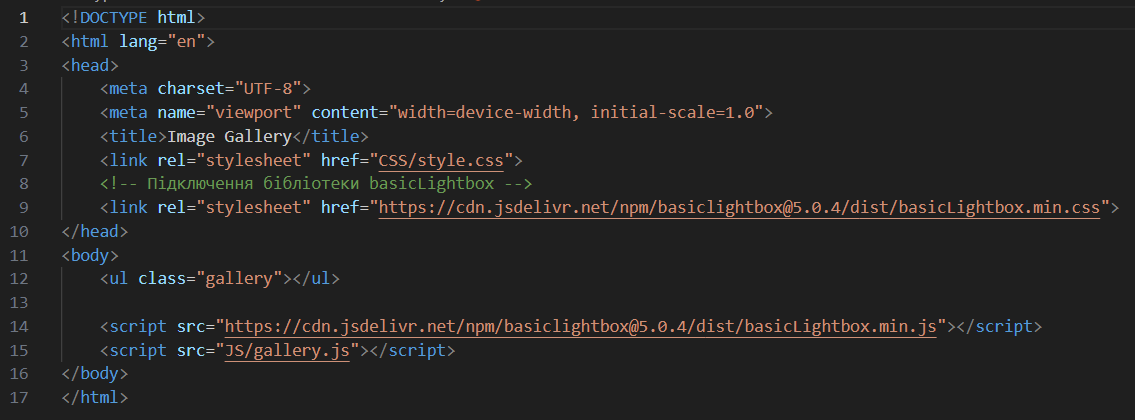 1 <!DOCTYPE html>
2 <html lang="en">
3 <head>
4     <meta charset="UTF-8">
5     <meta name="viewport" content="width=device-width, initial-scale=1.0">
6     <title>Image Gallery</title>
7     <link rel="stylesheet" href="CSS/style.css">
8     <!-- Підключення бібліотеки basicLightbox -->
9     <link rel="stylesheet" href="https://cdn.jsdelivr.net/npm/basiclightbox@5.0.4/dist/basicLightbox.min.css">
10 </head>
11 <body>
12     <ul class="gallery"></ul>
13
14     <script src="https://cdn.jsdelivr.net/npm/basiclightbox@5.0.4/dist/basicLightbox.min.js"></script>
15     <script src="JS/gallery.js"></script>
16 </body>
17 </html>